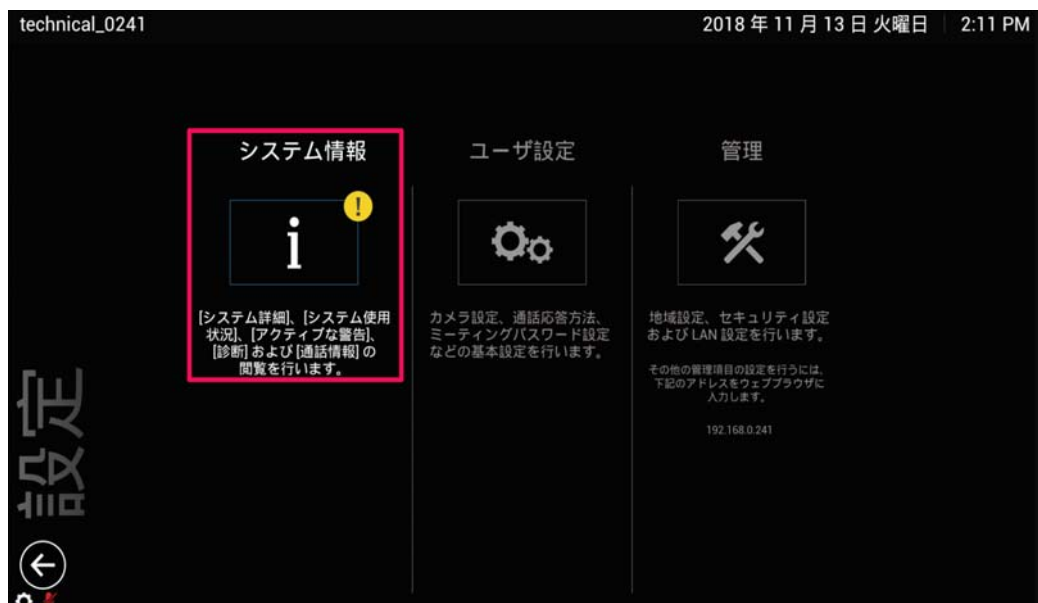 technical_0241
2018 年 11 月 13 日 火曜日
2:11 PM
システム情報
i
!
[システム詳細]、[システム使用
状況]、[アクティブな警告]、
[診断] および [通話情報] の
閲覧を行います。
ユーザ設定
カメラ設定、通話応答方法、
ミーティングパスワード設定
などの基本設定を行います。
管理
地域設定、セキュリティ設定
および LAN 設定を行います。
その他の管理項目の設定を行うには、
下記のアドレスをウェブブラウザに
入力します。
192.168.0.241
設定